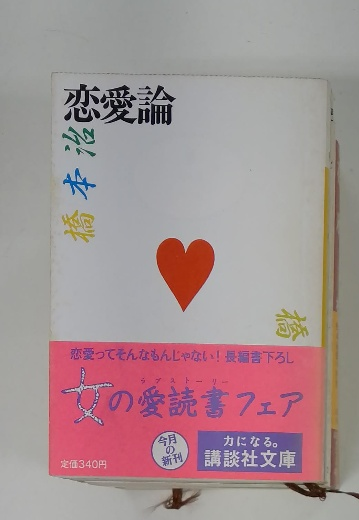 恋愛論
橋本治
橋
恋愛ってそんなもんじゃない!長編書下ろし
ラブストーリー
女の愛読書フェア
今月の新刊
力になる。
講談社文庫
定価340円